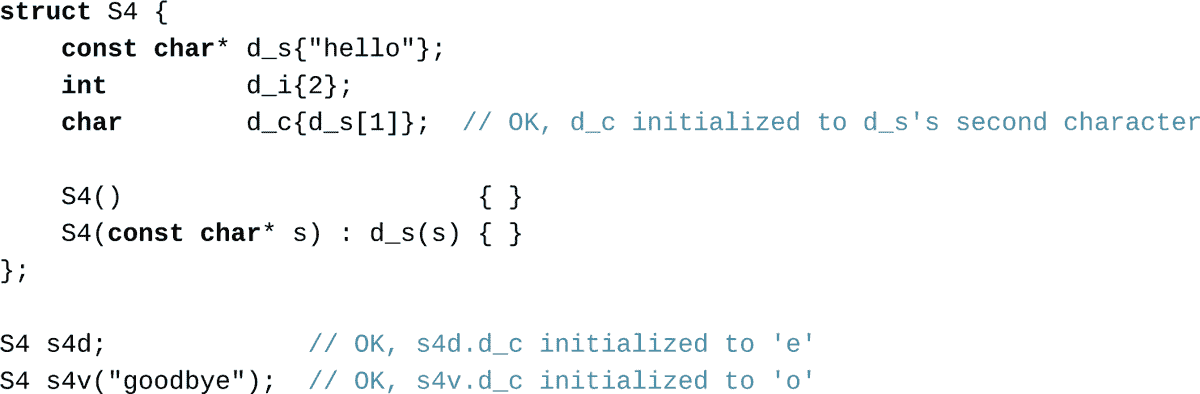 struct S4 {
    const char* d_s{"hello"};
    int         d_i{2};
    char        d_c{d_s[1]};  // OK, d_c initialized to d_s's second character

    S4()                       { }
    S4(const char* s) : d_s(s) { }
};

S4 s4d;             // OK, s4d.d_c initialized to 'e'
S4 s4v("goodbye");  // OK, s4v.d_c initialized to 'o'